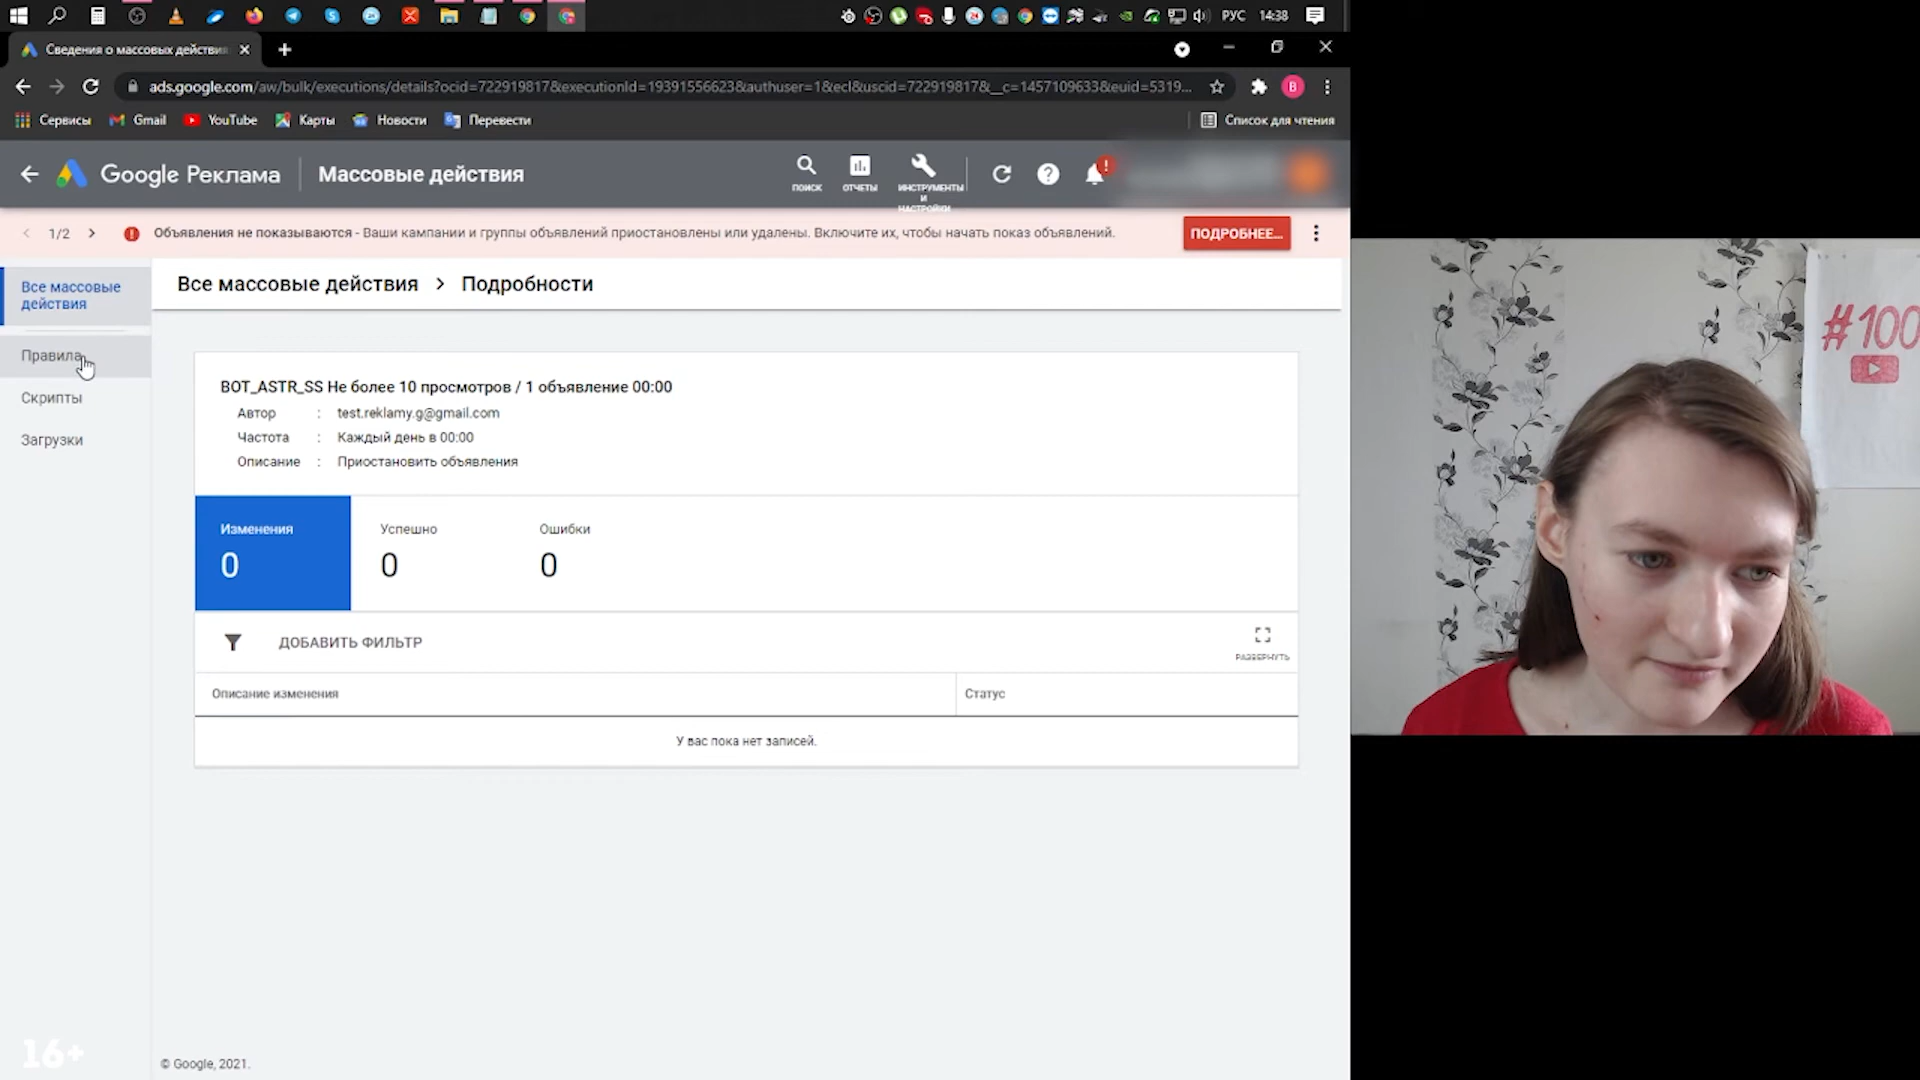 РУС 14:38
Сведения о массовых действи
ads.google.com/aw/bulk/executions/details?ocid=722919817&executionId=19391556623&authuser=1&ecl&uscid=722919817&__c=1457109633&euid=5319...
B
Сервисы Gmail YouTube Карты Новости Перевести Список для чтения
Google Реклама Массовые действия
ПОИСК ОТЧЕТЫ ИНСТРУМЕНТЫ И НАСТРОЙКИ
1/2 Объявления не показываются - Ваши кампании и группы объявлений приостановлены или удалены. Включите их, чтобы начать показ объявлений. ПОДРОБНЕЕ...
Все массовые действия
Правила
Скрипты
Загрузки
Все массовые действия > Подробности
BOT_ASTR_SS Не более 10 просмотров / 1 объявление 00:00
Автор : test.reklamy.g@gmail.com
Частота : Каждый день в 00:00
Описание : Приостановить объявления
Изменения Успешно Ошибки
0 0 0
ДОБАВИТЬ ФИЛЬТР
РАЗВЕРНУТЬ
Описание изменения Статус
У вас пока нет записей.
16+
© Google, 2021.
#100